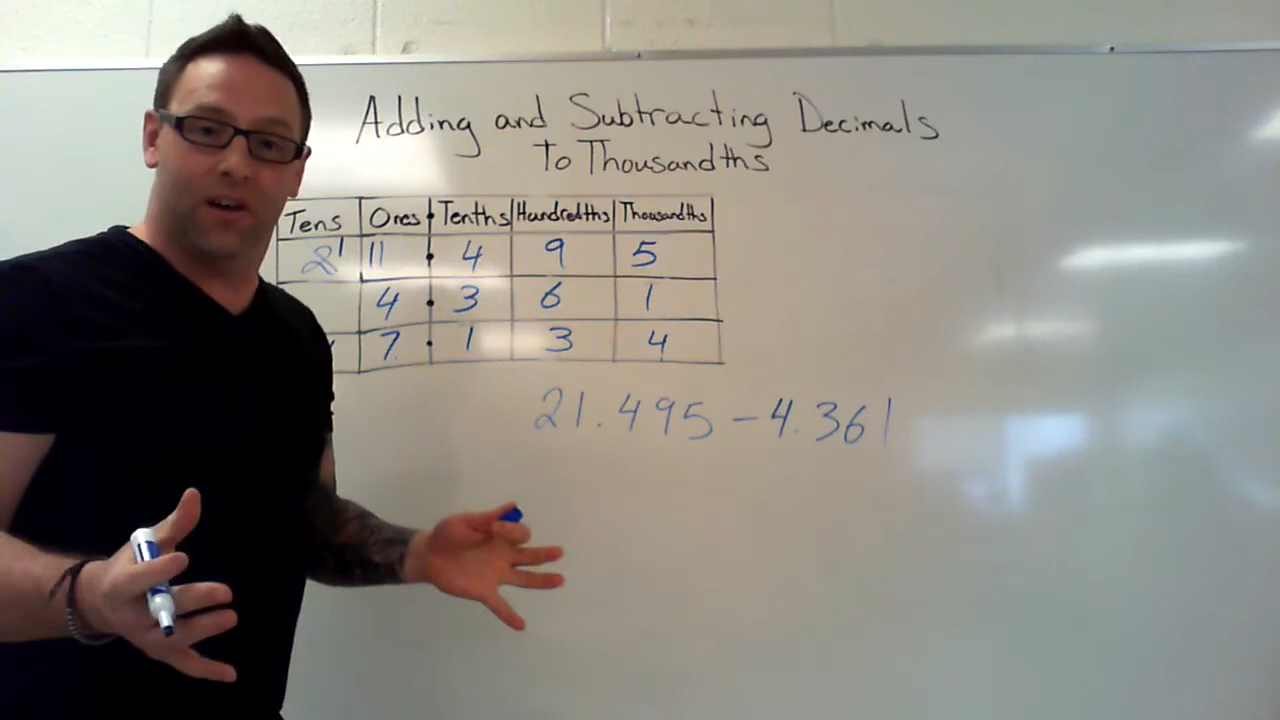 Adding and Subtracting Decimals
To Thousandths
Tens Ones . Tenths Hundredths Thousandths
2 1 11 . 4 9 5
4 . 3 6 1
7 . 1 3 4
21.495 - 4.361